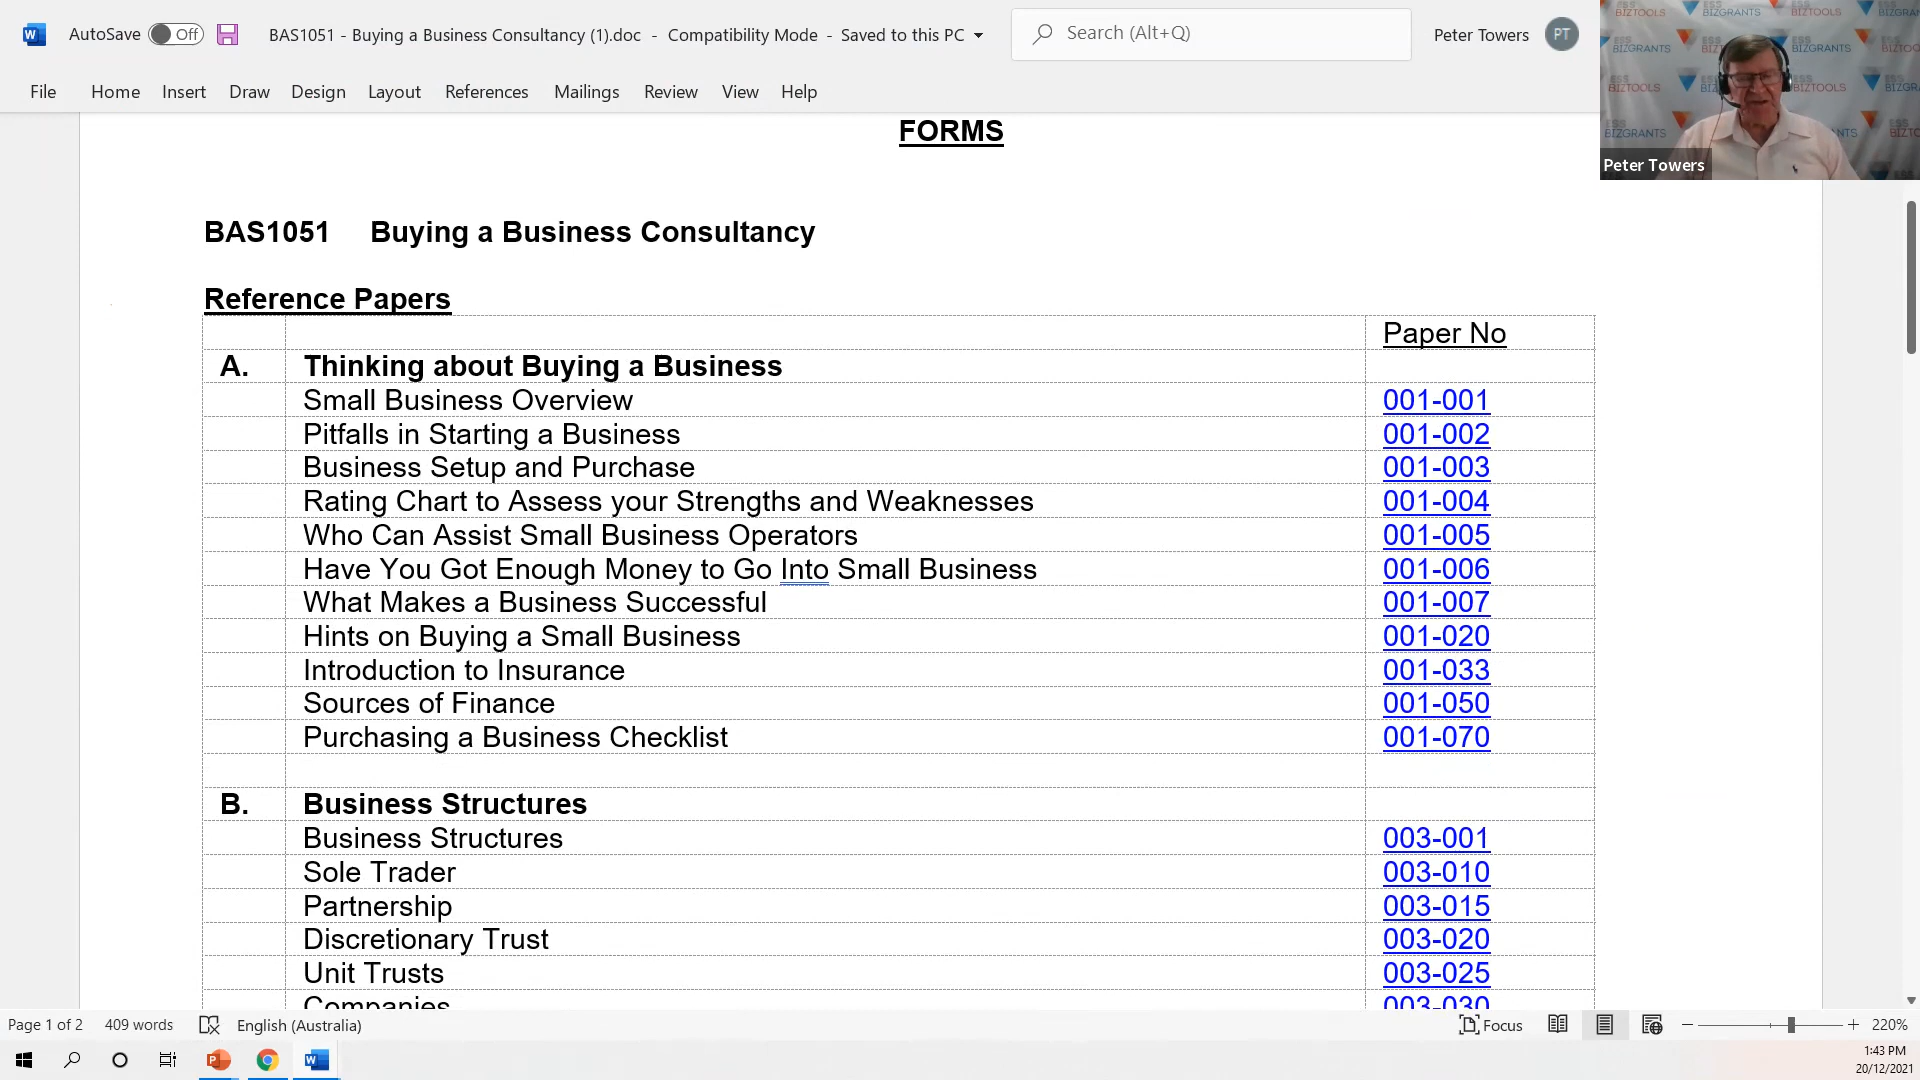 AutoSave Off BAS1051 - Buying a Business Consultancy (1).doc - Compatibility Mode - Saved to this PC Search (Alt+Q) Peter Towers PT
File Home Insert Draw Design Layout References Mailings Review View Help
ESS BIZTOOLS
ESS BIZGRANTS
Peter Towers
FORMS
BAS1051 Buying a Business Consultancy
Reference Papers
Paper No
A. Thinking about Buying a Business
Small Business Overview 001-001
Pitfalls in Starting a Business 001-002
Business Setup and Purchase 001-003
Rating Chart to Assess your Strengths and Weaknesses 001-004
Who Can Assist Small Business Operators 001-005
Have You Got Enough Money to Go Into Small Business 001-006
What Makes a Business Successful 001-007
Hints on Buying a Small Business 001-020
Introduction to Insurance 001-033
Sources of Finance 001-050
Purchasing a Business Checklist 001-070
B. Business Structures
Business Structures 003-001
Sole Trader 003-010
Partnership 003-015
Discretionary Trust 003-020
Unit Trusts 003-025
Companies 003-030
Page 1 of 2 409 words English (Australia) Focus 220%
1:43 PM
20/12/2021